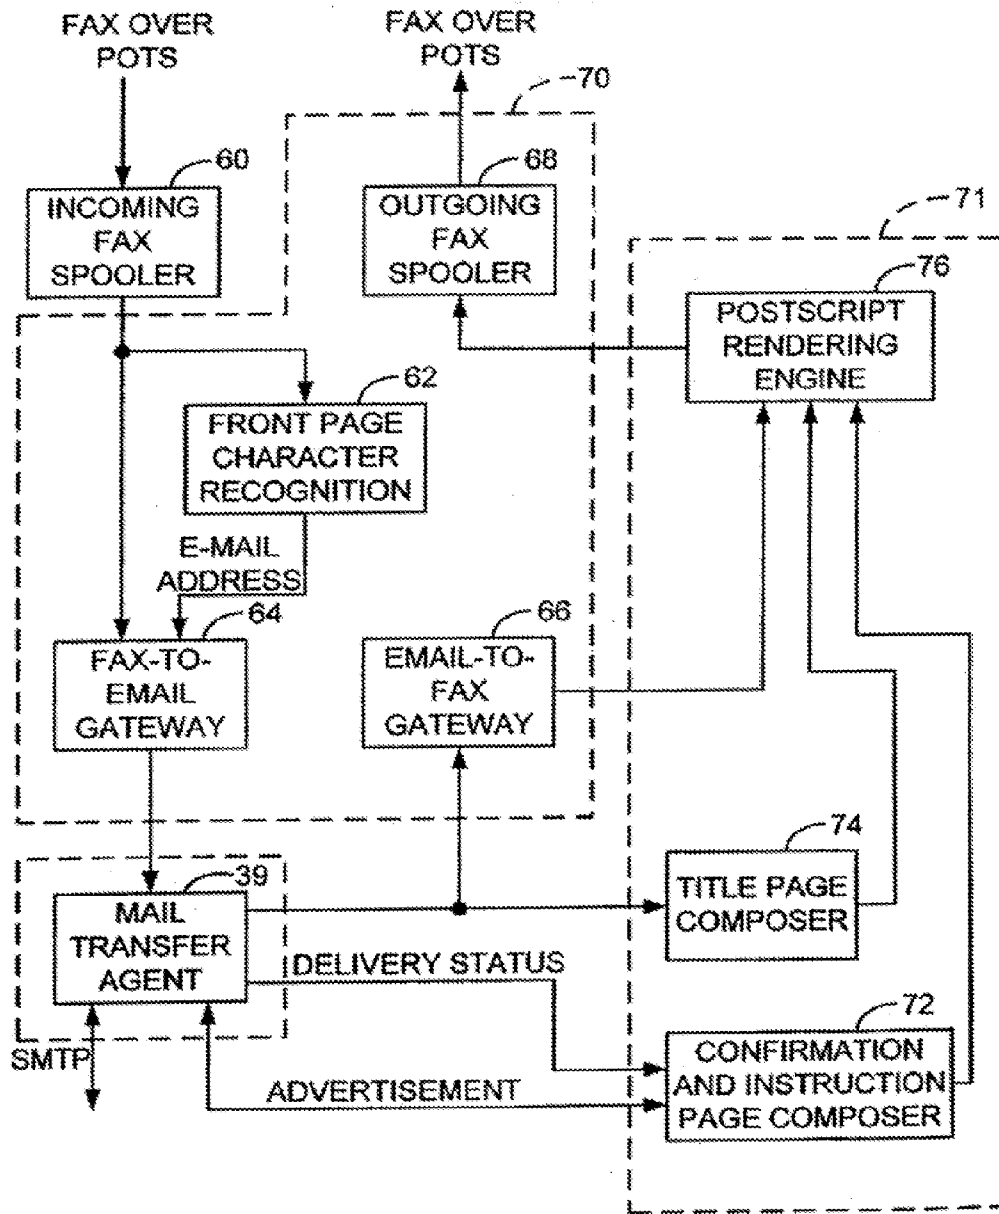 FAX OVER
POTS
FAX OVER
POTS
70
60
68
INCOMING
FAX
SPOOLER
OUTGOING
FAX
SPOOLER
71
76
POSTSCRIPT
RENDERING
ENGINE
62
FRONT PAGE
CHARACTER
RECOGNITION
E-MAIL
ADDRESS
64
66
FAX-TO-
EMAIL
GATEWAY
EMAIL-TO-
FAX
GATEWAY
74
39
TITLE PAGE
COMPOSER
MAIL
TRANSFER
AGENT
DELIVERY STATUS
72
SMTP
CONFIRMATION
AND INSTRUCTION
PAGE COMPOSER
ADVERTISEMENT